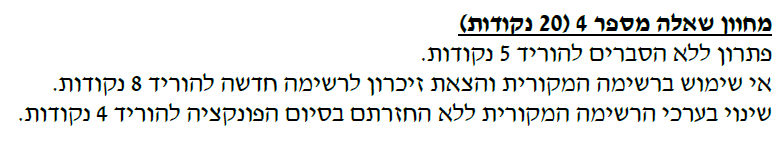 מחוון שאלה מספר 4 (20 נקודות)
פתרון ללא הסברים להוריד 5 נקודות.
אי שימוש ברשימה המקורית והצאת זיכרון לרשימה חדשה להוריד 8 נקודות.
שינוי בערכי הרשימה המקורית ללא החזרתם בסיום הפונקציה להוריד 4 נקודות.